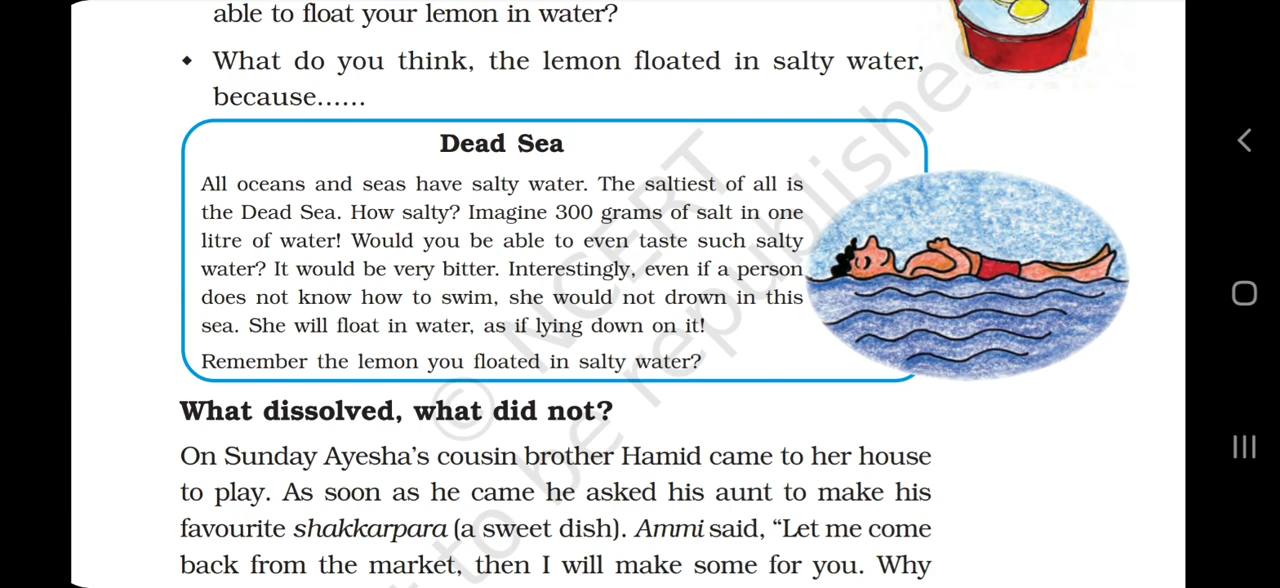 able to float your lemon in water?
◆ What do you think, the lemon floated in salty water,
because......
Dead Sea
All oceans and seas have salty water. The saltiest of all is
the Dead Sea. How salty? Imagine 300 grams of salt in one
litre of water! Would you be able to even taste such salty
water? It would be very bitter. Interestingly, even if a person
does not know how to swim, she would not drown in this
sea. She will float in water, as if lying down on it!
Remember the lemon you floated in salty water?
What dissolved, what did not?
On Sunday Ayesha's cousin brother Hamid came to her house
to play. As soon as he came he asked his aunt to make his
favourite shakkarpara (a sweet dish). Ammi said, “Let me come
back from the market, then I will make some for you. Why
© NCERT
not to be republished